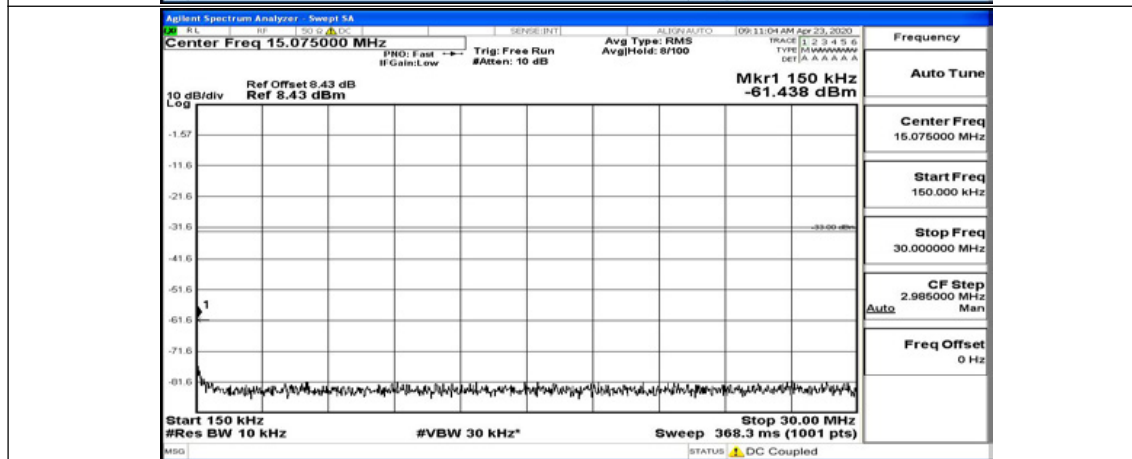 Agilent Spectrum Analyzer - Swept SA
RL RF 50 Ω DC SENSE:INT ALIGN AUTO 09:11:04 AM Apr 23, 2020
Center Freq 15.075000 MHz
PNO: Fast
IFGain:Low
Trig: Free Run
#Atten: 10 dB
Avg Type: RMS
Avg|Hold: 8/100
TRACE 1 2 3 4 5 6
TYPE MWWWWW
DET A A A A A A
Frequency
Auto Tune
Mkr1 150 kHz
-61.438 dBm
Ref Offset 8.43 dB
10 dB/div Ref 8.43 dBm
Log
-1.57
-11.6
-21.6
-31.6
-33.00 dBm
-41.6
-51.6
1
-61.6
-71.6
-81.6
Center Freq
15.075000 MHz
Start Freq
150.000 kHz
Stop Freq
30.000000 MHz
CF Step
2.985000 MHz
Auto Man
Freq Offset
0 Hz
Start 150 kHz Stop 30.00 MHz
#Res BW 10 kHz #VBW 30 kHz* Sweep 368.3 ms (1001 pts)
MSG STATUS DC Coupled